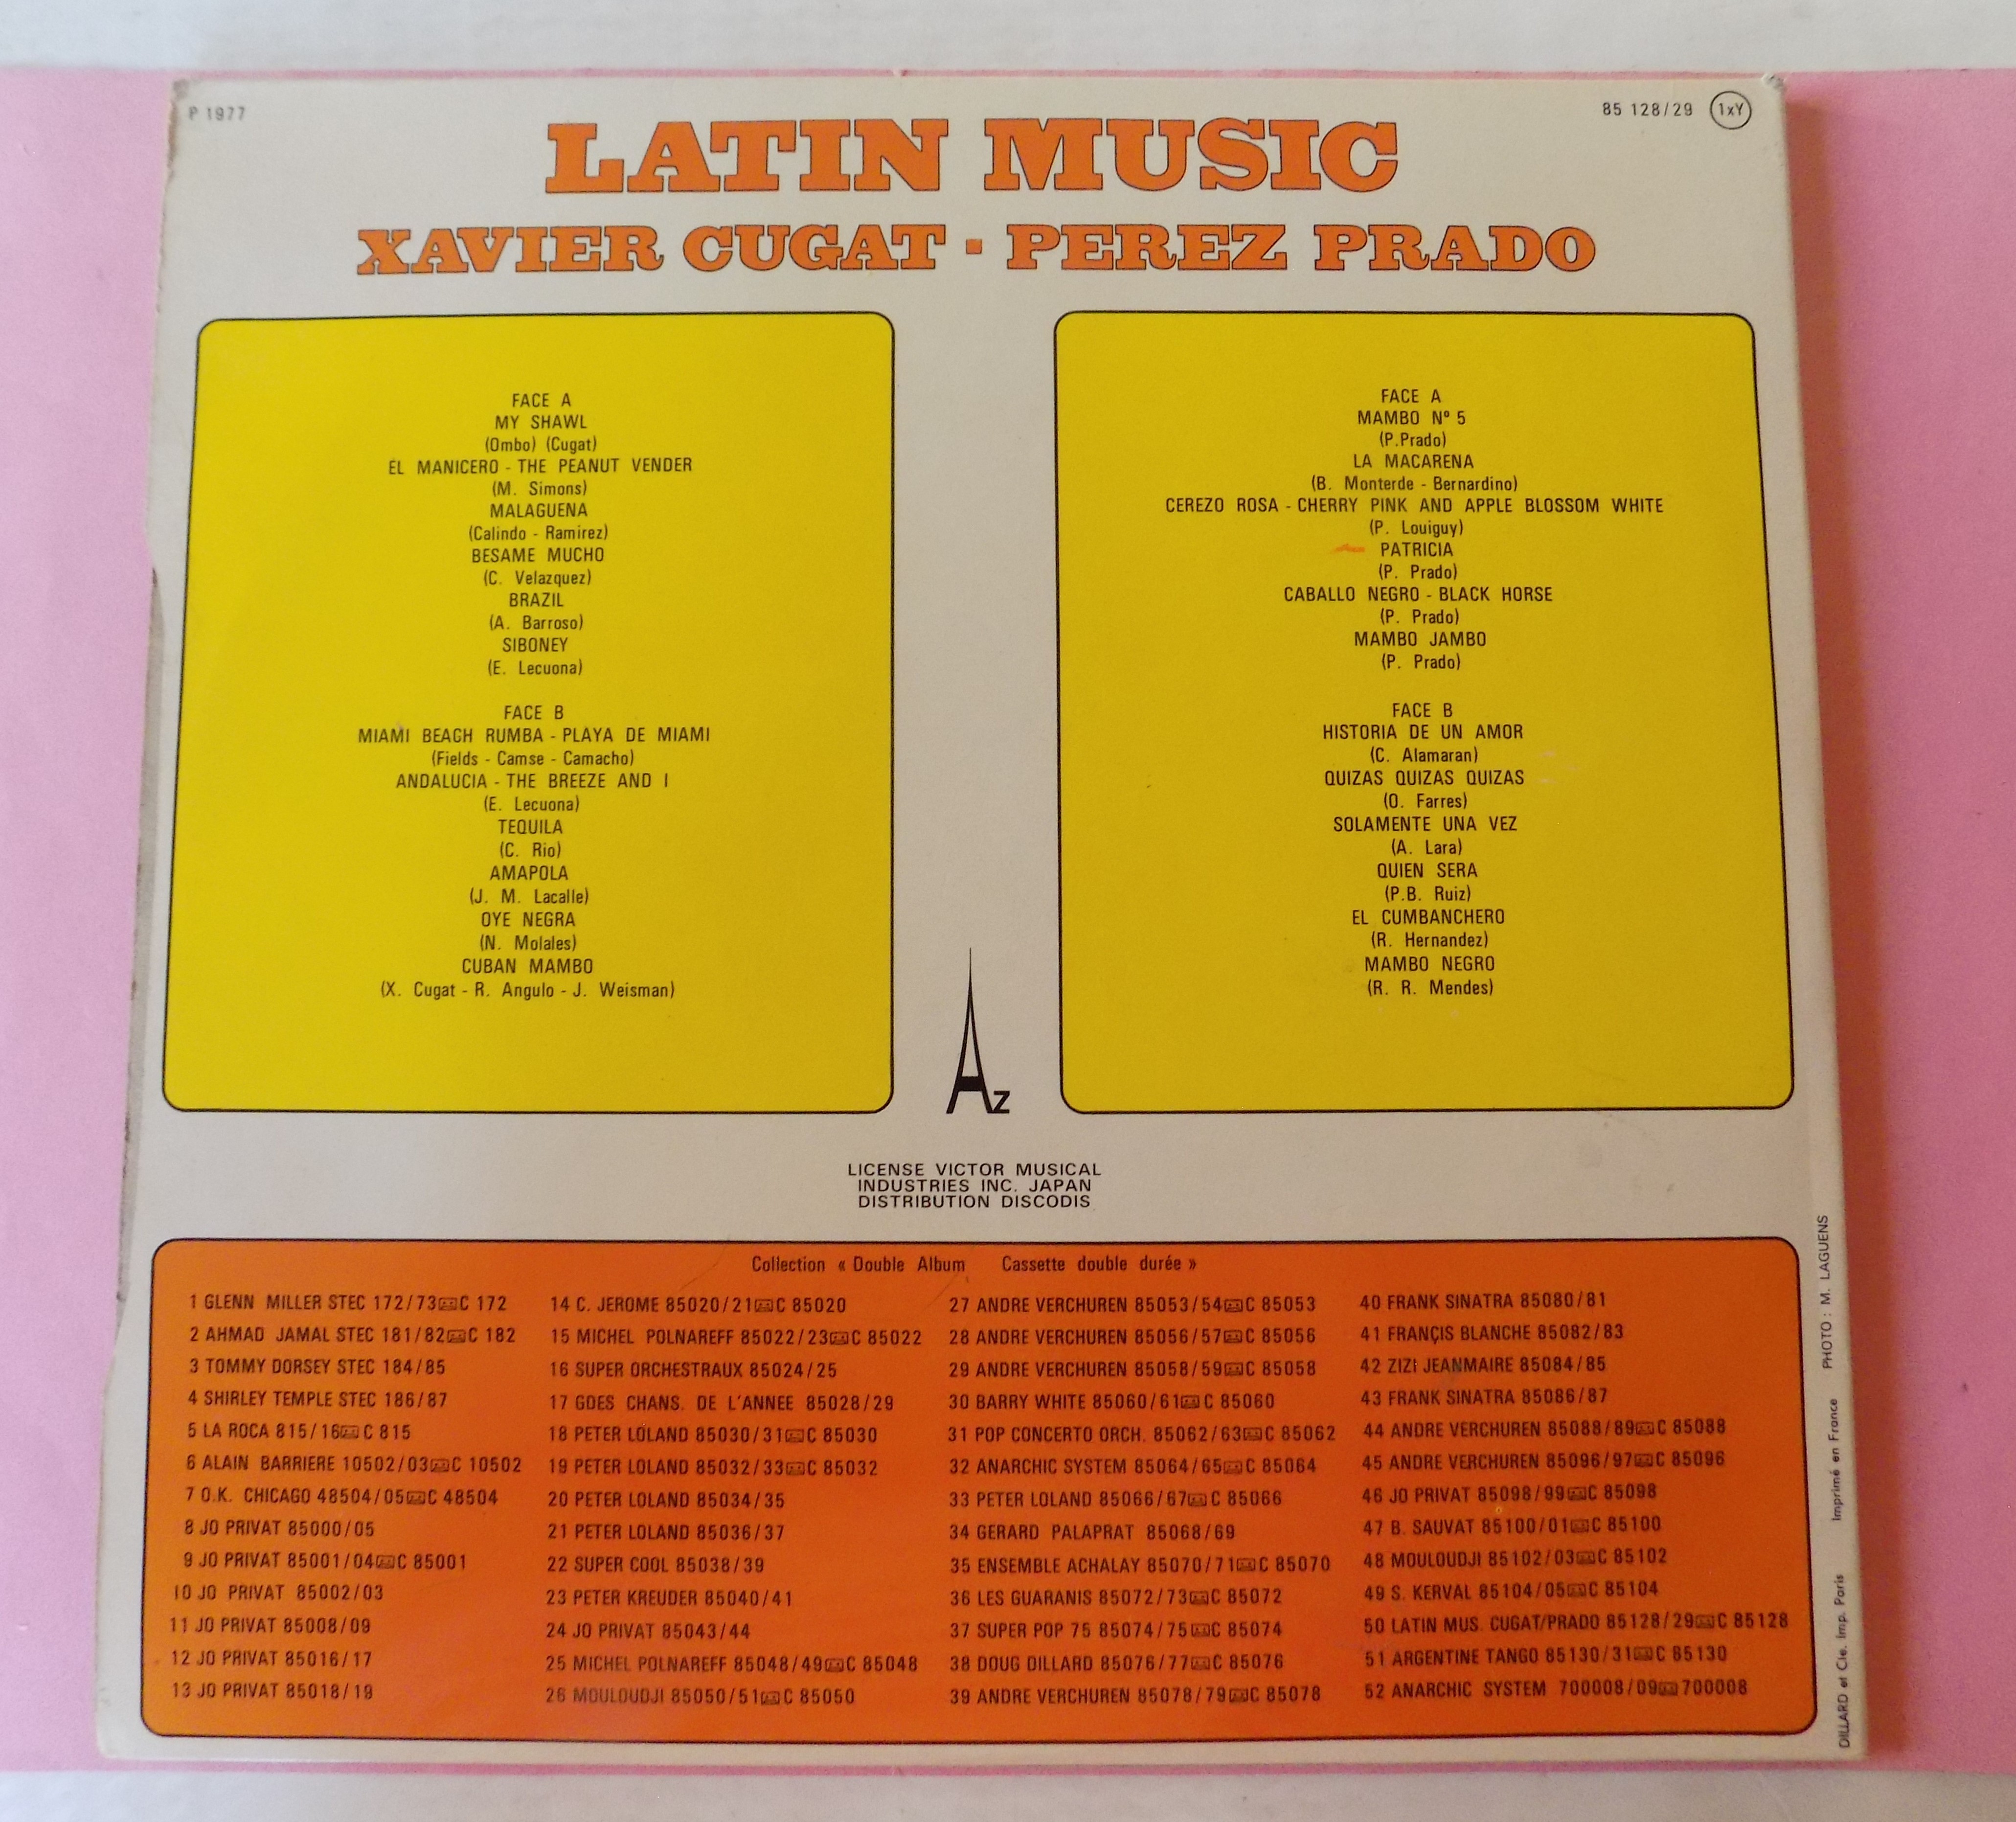 P 1977
85 128/29 1xY
LATIN MUSIC
XAVIER CUGAT · PEREZ PRADO
FACE A
MY SHAWL
(Ombo) (Cugat)
EL MANICERO - THE PEANUT VENDER
(M. Simons)
MALAGUENA
(Calindo - Ramirez)
BESAME MUCHO
(C. Velazquez)
BRAZIL
(A. Barroso)
SIBONEY
(E. Lecuona)
FACE B
MIAMI BEACH RUMBA - PLAYA DE MIAMI
(Fields - Camse - Camacho)
ANDALUCIA - THE BREEZE AND I
(E. Lecuona)
TEQUILA
(C. Rio)
AMAPOLA
(J. M. Lacalle)
OYE NEGRA
(N. Molales)
CUBAN MAMBO
(X. Cugat - R. Angulo - J. Weisman)
FACE A
MAMBO Nº 5
(P.Prado)
LA MACARENA
(B. Monterde - Bernardino)
CEREZO ROSA - CHERRY PINK AND APPLE BLOSSOM WHITE
(P. Louiguy)
PATRICIA
(P. Prado)
CABALLO NEGRO - BLACK HORSE
(P. Prado)
MAMBO JAMBO
(P. Prado)
FACE B
HISTORIA DE UN AMOR
(C. Alamaran)
QUIZAS QUIZAS QUIZAS
(O. Farres)
SOLAMENTE UNA VEZ
(A. Lara)
QUIEN SERA
(P.B. Ruiz)
EL CUMBANCHERO
(R. Hernandez)
MAMBO NEGRO
(R. R. Mendes)
AZ
LICENSE VICTOR MUSICAL
INDUSTRIES INC. JAPAN
DISTRIBUTION DISCODIS
Collection « Double Album Cassette double durée »
1 GLENN MILLER STEC 172/73 C 172
2 AHMAD JAMAL STEC 181/82 C 182
3 TOMMY DORSEY STEC 184/85
4 SHIRLEY TEMPLE STEC 186/87
5 LA ROCA 815/16 C 815
6 ALAIN BARRIERE 10502/03 C 10502
7 O.K. CHICAGO 48504/05 C 48504
8 JO PRIVAT 85000/05
9 JO PRIVAT 85001/04 C 85001
10 JO PRIVAT 85002/03
11 JO PRIVAT 85008/09
12 JO PRIVAT 85016/17
13 JO PRIVAT 85018/19
14 C. JEROME 85020/21 C 85020
15 MICHEL POLNAREFF 85022/23 C 85022
16 SUPER ORCHESTRAUX 85024/25
17 GDES CHANS. DE L'ANNEE 85028/29
18 PETER LOLAND 85030/31 C 85030
19 PETER LOLAND 85032/33 C 85032
20 PETER LOLAND 85034/35
21 PETER LOLAND 85036/37
22 SUPER COOL 85038/39
23 PETER KREUDER 85040/41
24 JO PRIVAT 85043/44
25 MICHEL POLNAREFF 85048/49 C 85048
26 MOULOUDJI 85050/51 C 85050
27 ANDRE VERCHUREN 85053/54 C 85053
28 ANDRE VERCHUREN 85056/57 C 85056
29 ANDRE VERCHUREN 85058/59 C 85058
30 BARRY WHITE 85060/61 C 85060
31 POP CONCERTO ORCH. 85062/63 C 85062
32 ANARCHIC SYSTEM 85064/65 C 85064
33 PETER LOLAND 85066/67 C 85066
34 GERARD PALAPRAT 85068/69
35 ENSEMBLE ACHALAY 85070/71 C 85070
36 LES GUARANIS 85072/73 C 85072
37 SUPER POP 75 85074/75 C 85074
38 DOUG DILLARD 85076/77 C 85076
39 ANDRE VERCHUREN 85078/79 C 85078
40 FRANK SINATRA 85080/81
41 FRANÇIS BLANCHE 85082/83
42 ZIZI JEANMAIRE 85084/85
43 FRANK SINATRA 85086/87
44 ANDRE VERCHUREN 85088/89 C 85088
45 ANDRE VERCHUREN 85096/97 C 85096
46 JO PRIVAT 85098/99 C 85098
47 B. SAUVAT 85100/01 C 85100
48 MOULOUDJI 85102/03 C 85102
49 S. KERVAL 85104/05 C 85104
50 LATIN MUS. CUGAT/PRADO 85128/29 C 85128
51 ARGENTINE TANGO 85130/31 C 85130
52 ANARCHIC SYSTEM 700008/09 700008
DILLARD et Cie. Imp. Paris Imprimé en France PHOTO : M. LAGUENS